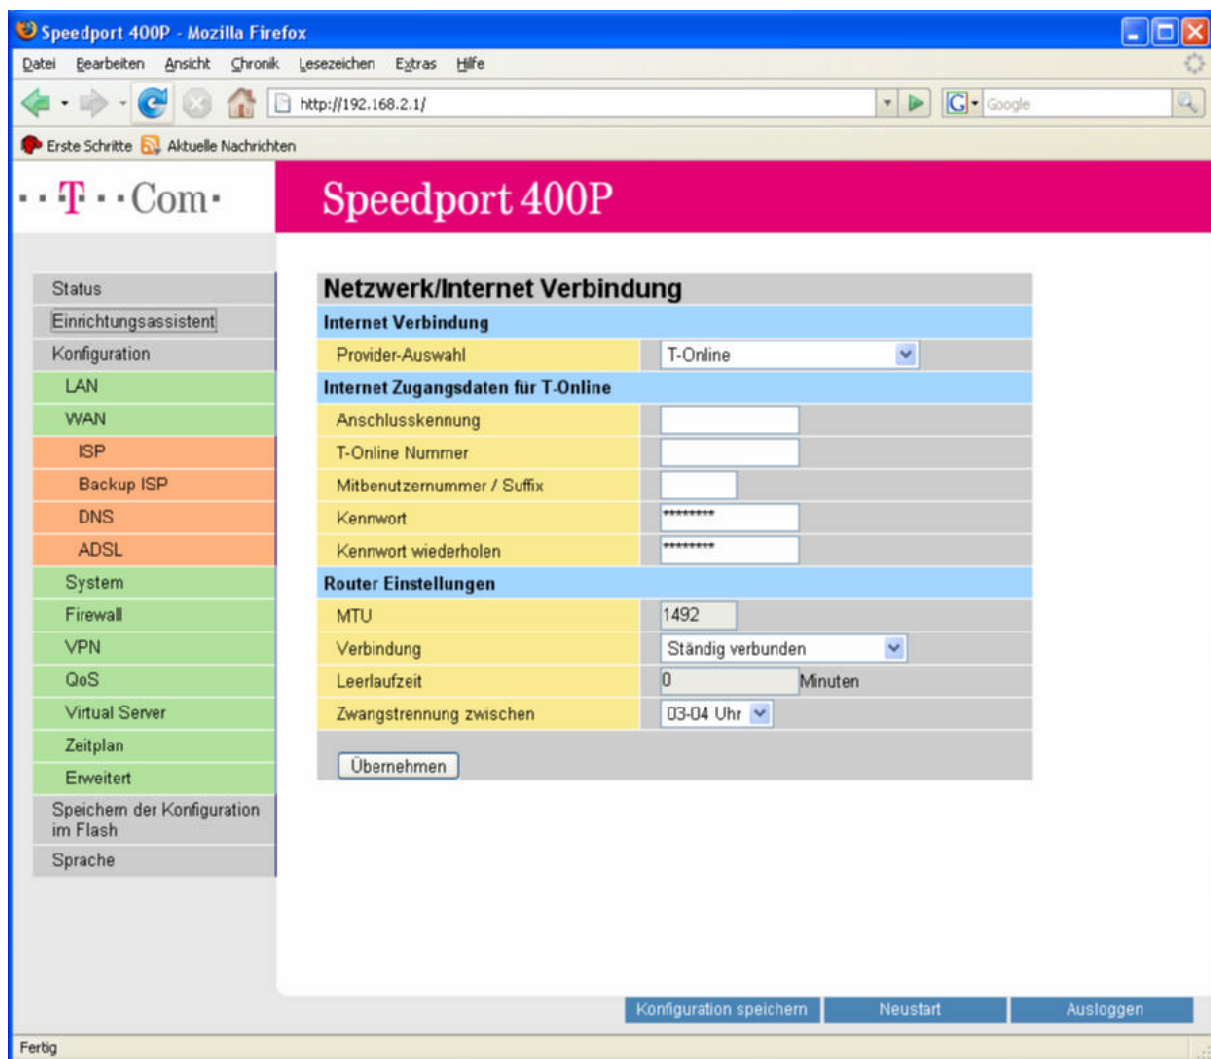 Speedport 400P - Mozilla Firefox
Datei Bearbeiten Ansicht Chronik Lesezeichen Extras Hilfe
http://192.168.2.1/
Google
Erste Schritte Aktuelle Nachrichten
T Com
Speedport 400P
Status
Einrichtungsassistent
Konfiguration
LAN
WAN
ISP
Backup ISP
DNS
ADSL
System
Firewall
VPN
QoS
Virtual Server
Zeitplan
Erweitert
Speichern der Konfiguration
im Flash
Sprache
Netzwerk/Internet Verbindung
Internet Verbindung
Provider-Auswahl T-Online
Internet Zugangsdaten für T-Online
Anschlusskennung
T-Online Nummer
Mitbenutzernummer / Suffix
Kennwort ********
Kennwort wiederholen ********
Router Einstellungen
MTU 1492
Verbindung Ständig verbunden
Leerlaufzeit 0 Minuten
Zwangstrennung zwischen 03-04 Uhr
Übernehmen
Konfiguration speichern Neustart Ausloggen
Fertig